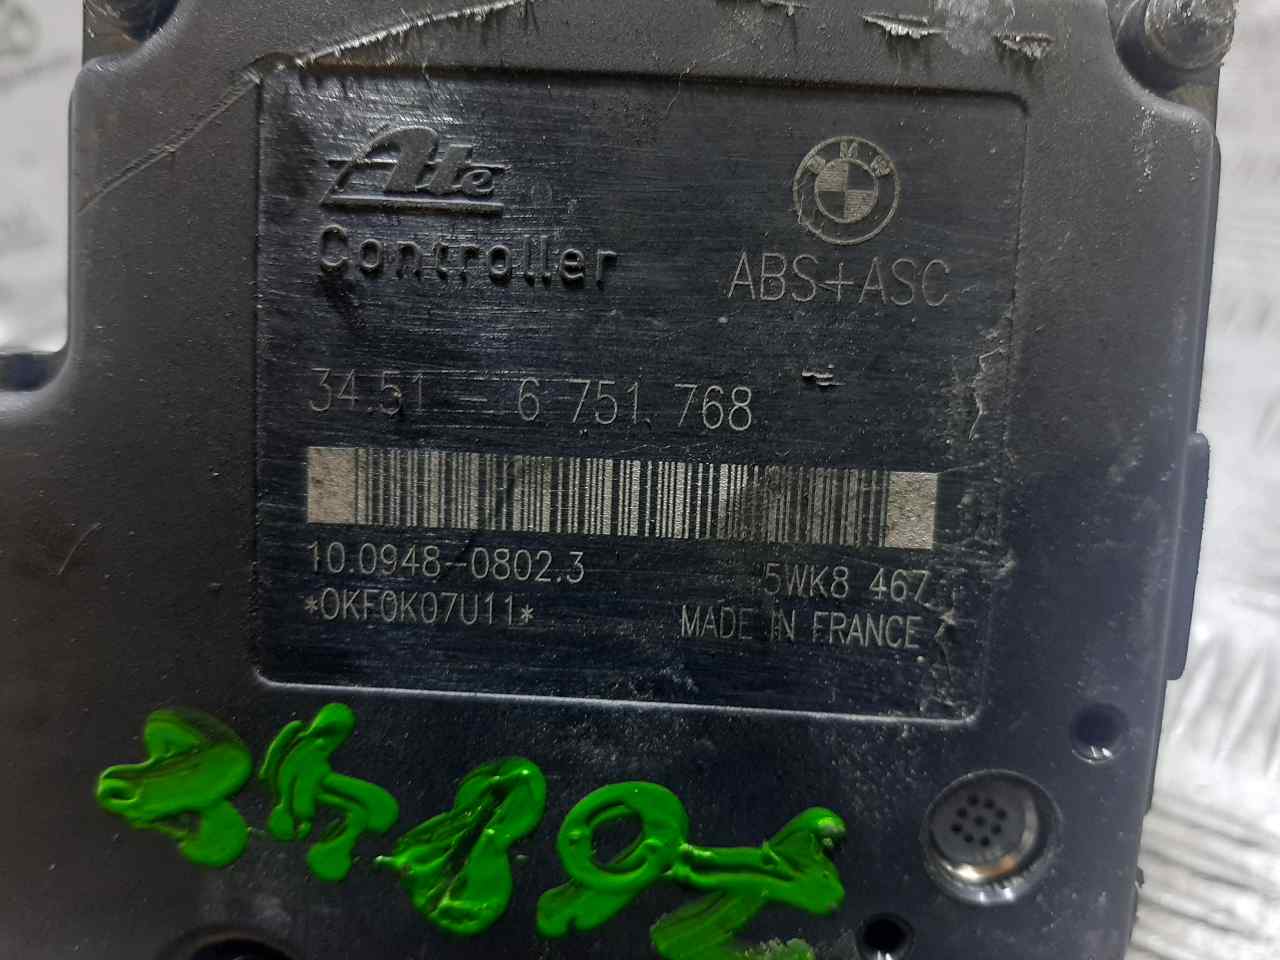 Ate
BMW
Controller
ABS+ASC
34.51 - 6 751 768
10.0948-0802.3
5WK8 467
*0KF0K07U11*
MADE IN FRANCE